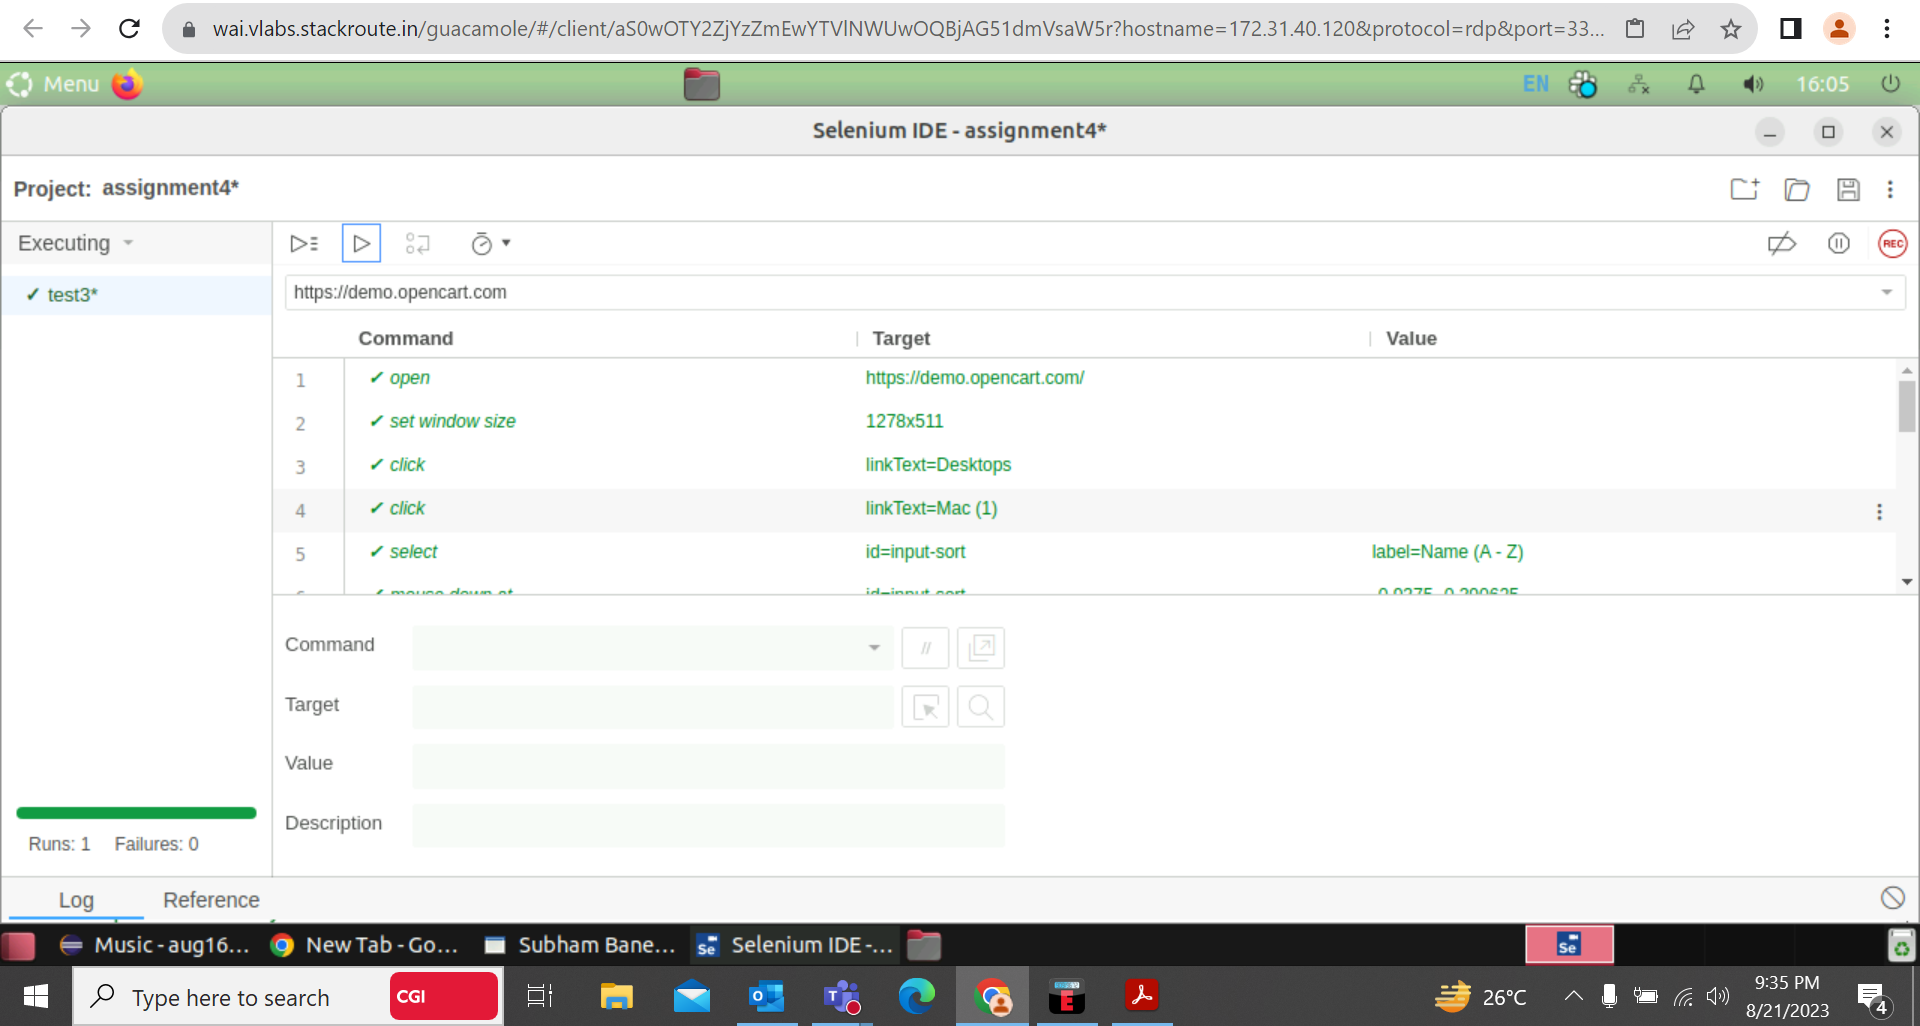 wai.vlabs.stackroute.in/guacamole/#/client/aS0wOTY2ZjYzZmEwYTVlNWUwOQBjAG51dmVsaW5r?hostname=172.31.40.120&protocol=rdp&port=33...
Menu
EN
16:05
Selenium IDE - assignment4*
Project: assignment4*
Executing
REC
✓ test3*
https://demo.opencart.com
Command Target Value
1 ✓ open https://demo.opencart.com/
2 ✓ set window size 1278x511
3 ✓ click linkText=Desktops
4 ✓ click linkText=Mac (1)
5 ✓ select id=input-sort label=Name (A - Z)
Command
//
Target
Value
Description
Runs: 1 Failures: 0
Log Reference
Music - aug16... New Tab - Go... Subham Bane... Se Selenium IDE -... Se
Type here to search CGI
26°C
9:35 PM
8/21/2023
4